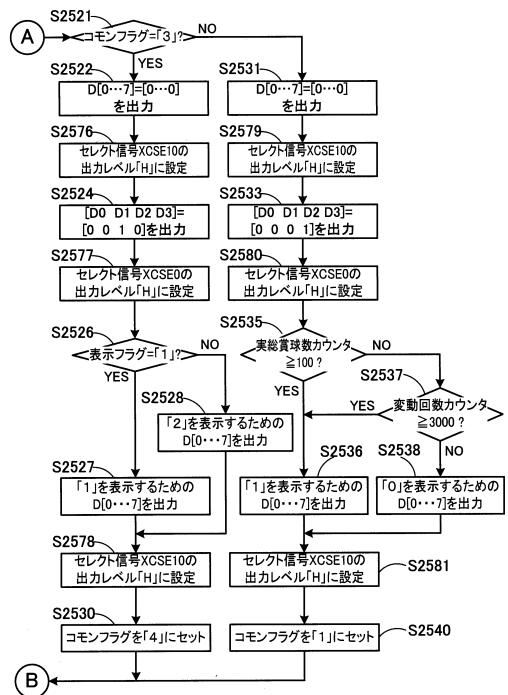 S2521
A
コモンフラグ=｢3｣?
NO
YES
S2522
D[0･･･7]=[0･･･0]
を出力
S2531
D[0･･･7]=[0･･･0]
を出力
S2576
セレクト信号XCSE10の
出力レベル｢H｣に設定
S2579
セレクト信号XCSE10の
出力レベル｢H｣に設定
S2524
[D0 D1 D2 D3]=
[0 0 1 0]を出力
S2533
[D0 D1 D2 D3]=
[0 0 0 1]を出力
S2577
セレクト信号XCSE0の
出力レベル｢H｣に設定
S2580
セレクト信号XCSE0の
出力レベル｢H｣に設定
S2526
表示フラグ=｢1｣?
NO
YES
S2535
実総賞球数カウンタ
≧100?
NO
YES
S2528
｢2｣を表示するための
D[0･･･7]を出力
S2537
変動回数カウンタ
≧3000?
YES
NO
S2527
｢1｣を表示するための
D[0･･･7]を出力
S2536
｢1｣を表示するための
D[0･･･7]を出力
S2538
｢0｣を表示するための
D[0･･･7]を出力
S2578
セレクト信号XCSE10の
出力レベル｢H｣に設定
セレクト信号XCSE10の
出力レベル｢H｣に設定
S2581
S2530
コモンフラグを｢4｣にセット
コモンフラグを｢1｣にセット
S2540
B